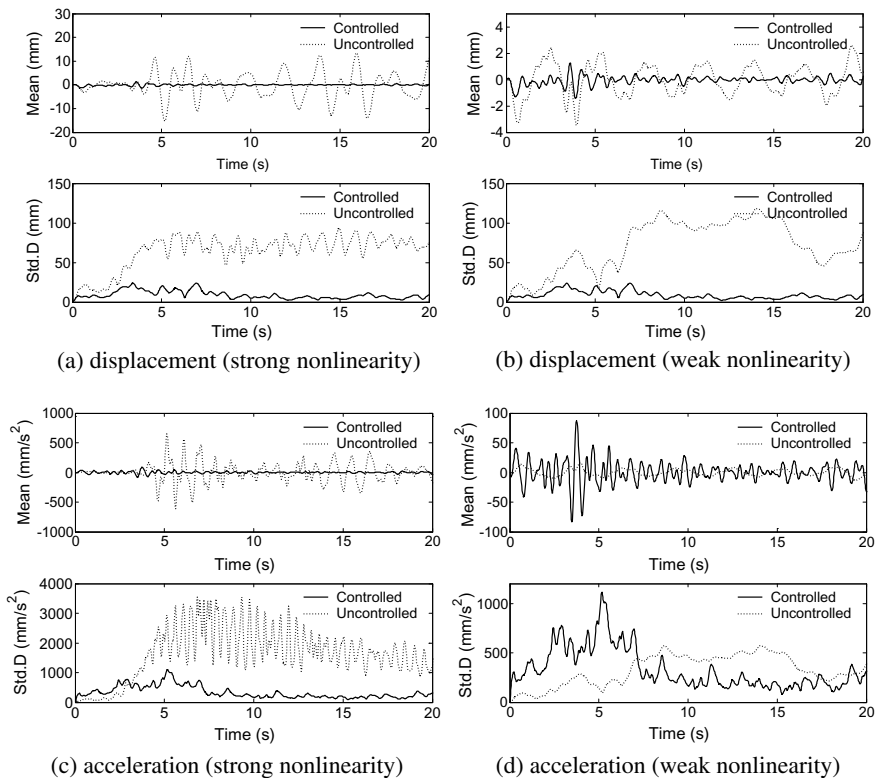 30
20
10
0
-10
-20
Mean (mm)
Controlled
Uncontrolled
0 5 10 15 20
Time (s)
150
100
50
0
Std.D (mm)
Controlled
Uncontrolled
0 5 10 15 20
Time (s)
(a) displacement (strong nonlinearity)
4
2
0
-2
-4
Mean (mm)
Controlled
Uncontrolled
0 5 10 15 20
Time (s)
150
100
50
0
Std.D (mm)
Controlled
Uncontrolled
0 5 10 15 20
Time (s)
(b) displacement (weak nonlinearity)
1000
500
0
-500
-1000
Mean (mm/s²)
Controlled
Uncontrolled
0 5 10 15 20
Time (s)
4000
3000
2000
1000
0
Std.D (mm/s²)
Controlled
Uncontrolled
0 5 10 15 20
Time (s)
(c) acceleration (strong nonlinearity)
100
50
0
-50
-100
Mean (mm/s²)
Controlled
Uncontrolled
0 5 10 15 20
Time (s)
1000
500
0
Std.D (mm/s²)
Controlled
Uncontrolled
0 5 10 15 20
Time (s)
(d) acceleration (weak nonlinearity)